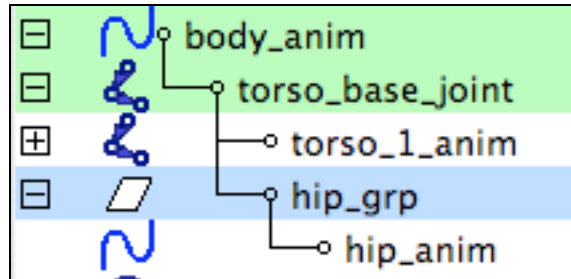 body_anim
torso_base_joint
torso_1_anim
hip_grp
hip_anim